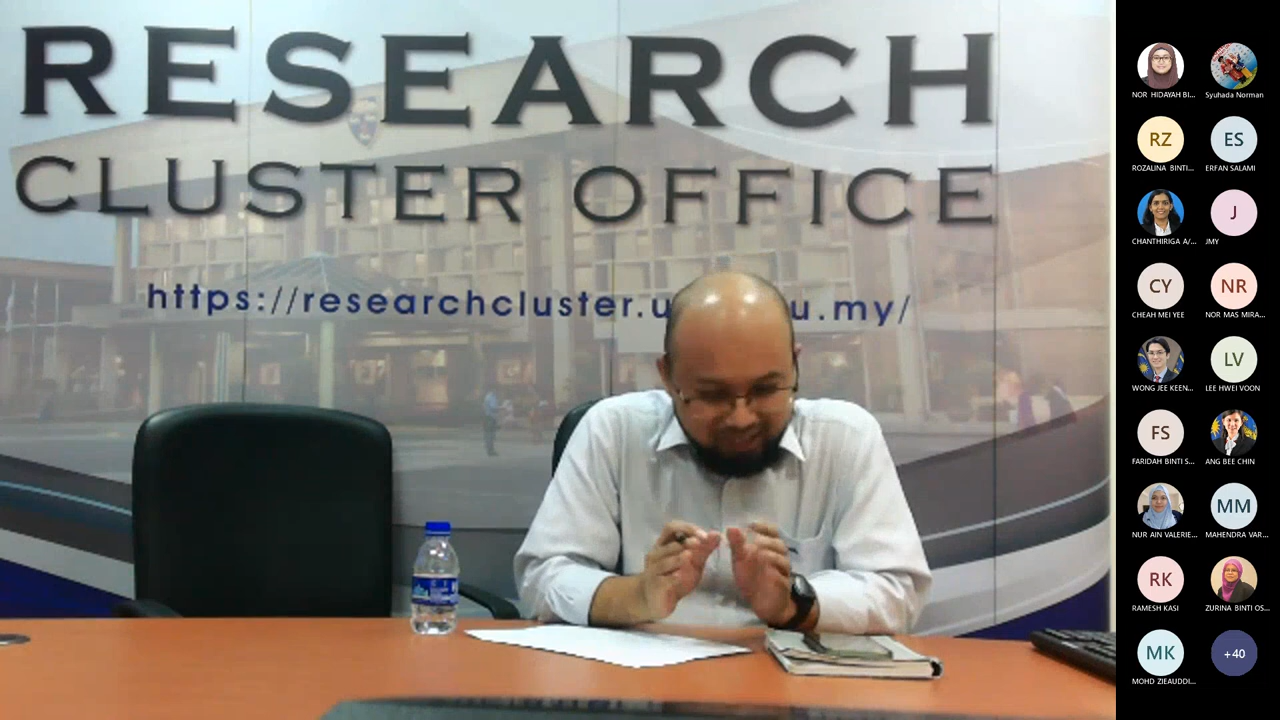 RESEARCH
CLUSTER OFFICE
https://researchcluster.u u.my/
NOR HIDAYAH BI...
Syuhada Norman
RZ
ES
ROZALINA BINTI...
ERFAN SALAMI
J
CHANTHIRIGA A/...
JMY
CY
NR
CHEAH MEI YEE
NOR MAS MIRA...
LV
WONG JEE KEEN...
LEE HWEI VOON
FS
FARIDAH BINTI S...
ANG BEE CHIN
MM
NUR AIN VALERIE...
MAHENDRA VAR...
RK
RAMESH KASI
ZURINA BINTI OS...
MK
+40
MOHD ZIEAUDDI...